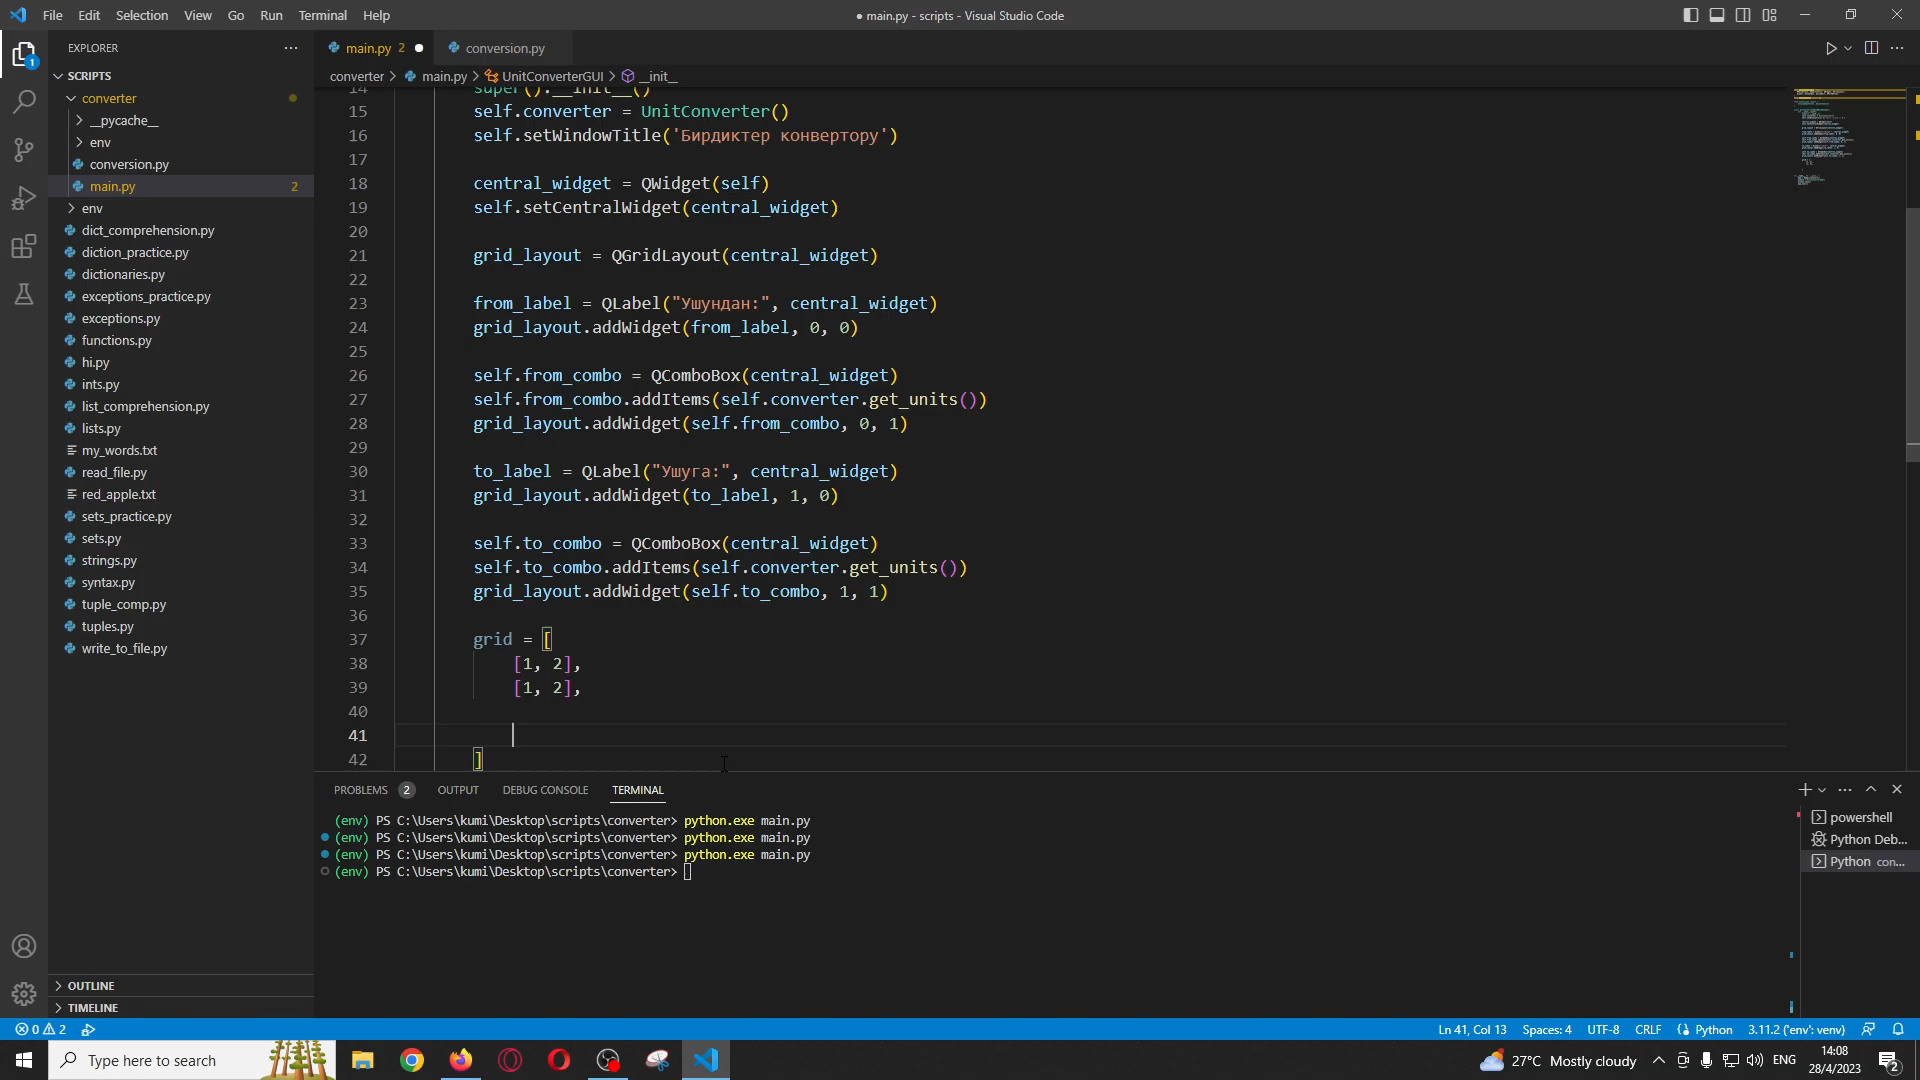 File Edit Selection View Go Run Terminal Help
● main.py - scripts - Visual Studio Code
EXPLORER
SCRIPTS
converter
__pycache__
env
conversion.py
main.py 2
env
dict_comprehension.py
diction_practice.py
dictionaries.py
exceptions_practice.py
exceptions.py
functions.py
hi.py
ints.py
list_comprehension.py
lists.py
my_words.txt
read_file.py
red_apple.txt
sets_practice.py
sets.py
strings.py
syntax.py
tuple_comp.py
tuples.py
write_to_file.py
OUTLINE
TIMELINE
1
main.py 2 ● conversion.py
converter > main.py > UnitConverterGUI > __init__
14 super().__init__()
15 self.converter = UnitConverter()
16 self.setWindowTitle('Бирдиктер конвертору')
17
18 central_widget = QWidget(self)
19 self.setCentralWidget(central_widget)
20
21 grid_layout = QGridLayout(central_widget)
22
23 from_label = QLabel("Ушундан:", central_widget)
24 grid_layout.addWidget(from_label, 0, 0)
25
26 self.from_combo = QComboBox(central_widget)
27 self.from_combo.addItems(self.converter.get_units())
28 grid_layout.addWidget(self.from_combo, 0, 1)
29
30 to_label = QLabel("Ушуга:", central_widget)
31 grid_layout.addWidget(to_label, 1, 0)
32
33 self.to_combo = QComboBox(central_widget)
34 self.to_combo.addItems(self.converter.get_units())
35 grid_layout.addWidget(self.to_combo, 1, 1)
36
37 grid = [
38 [1, 2],
39 [1, 2],
40
41
42 ]
PROBLEMS 2 OUTPUT DEBUG CONSOLE TERMINAL
(env) PS C:\Users\kumi\Desktop\scripts\converter> python.exe main.py
(env) PS C:\Users\kumi\Desktop\scripts\converter> python.exe main.py
(env) PS C:\Users\kumi\Desktop\scripts\converter> python.exe main.py
(env) PS C:\Users\kumi\Desktop\scripts\converter>
powershell
Python Deb...
Python con...
0 2 Ln 41, Col 13 Spaces: 4 UTF-8 CRLF Python 3.11.2 ('env': venv)
Type here to search
27°C Mostly cloudy ENG
14:08
28/4/2023
2